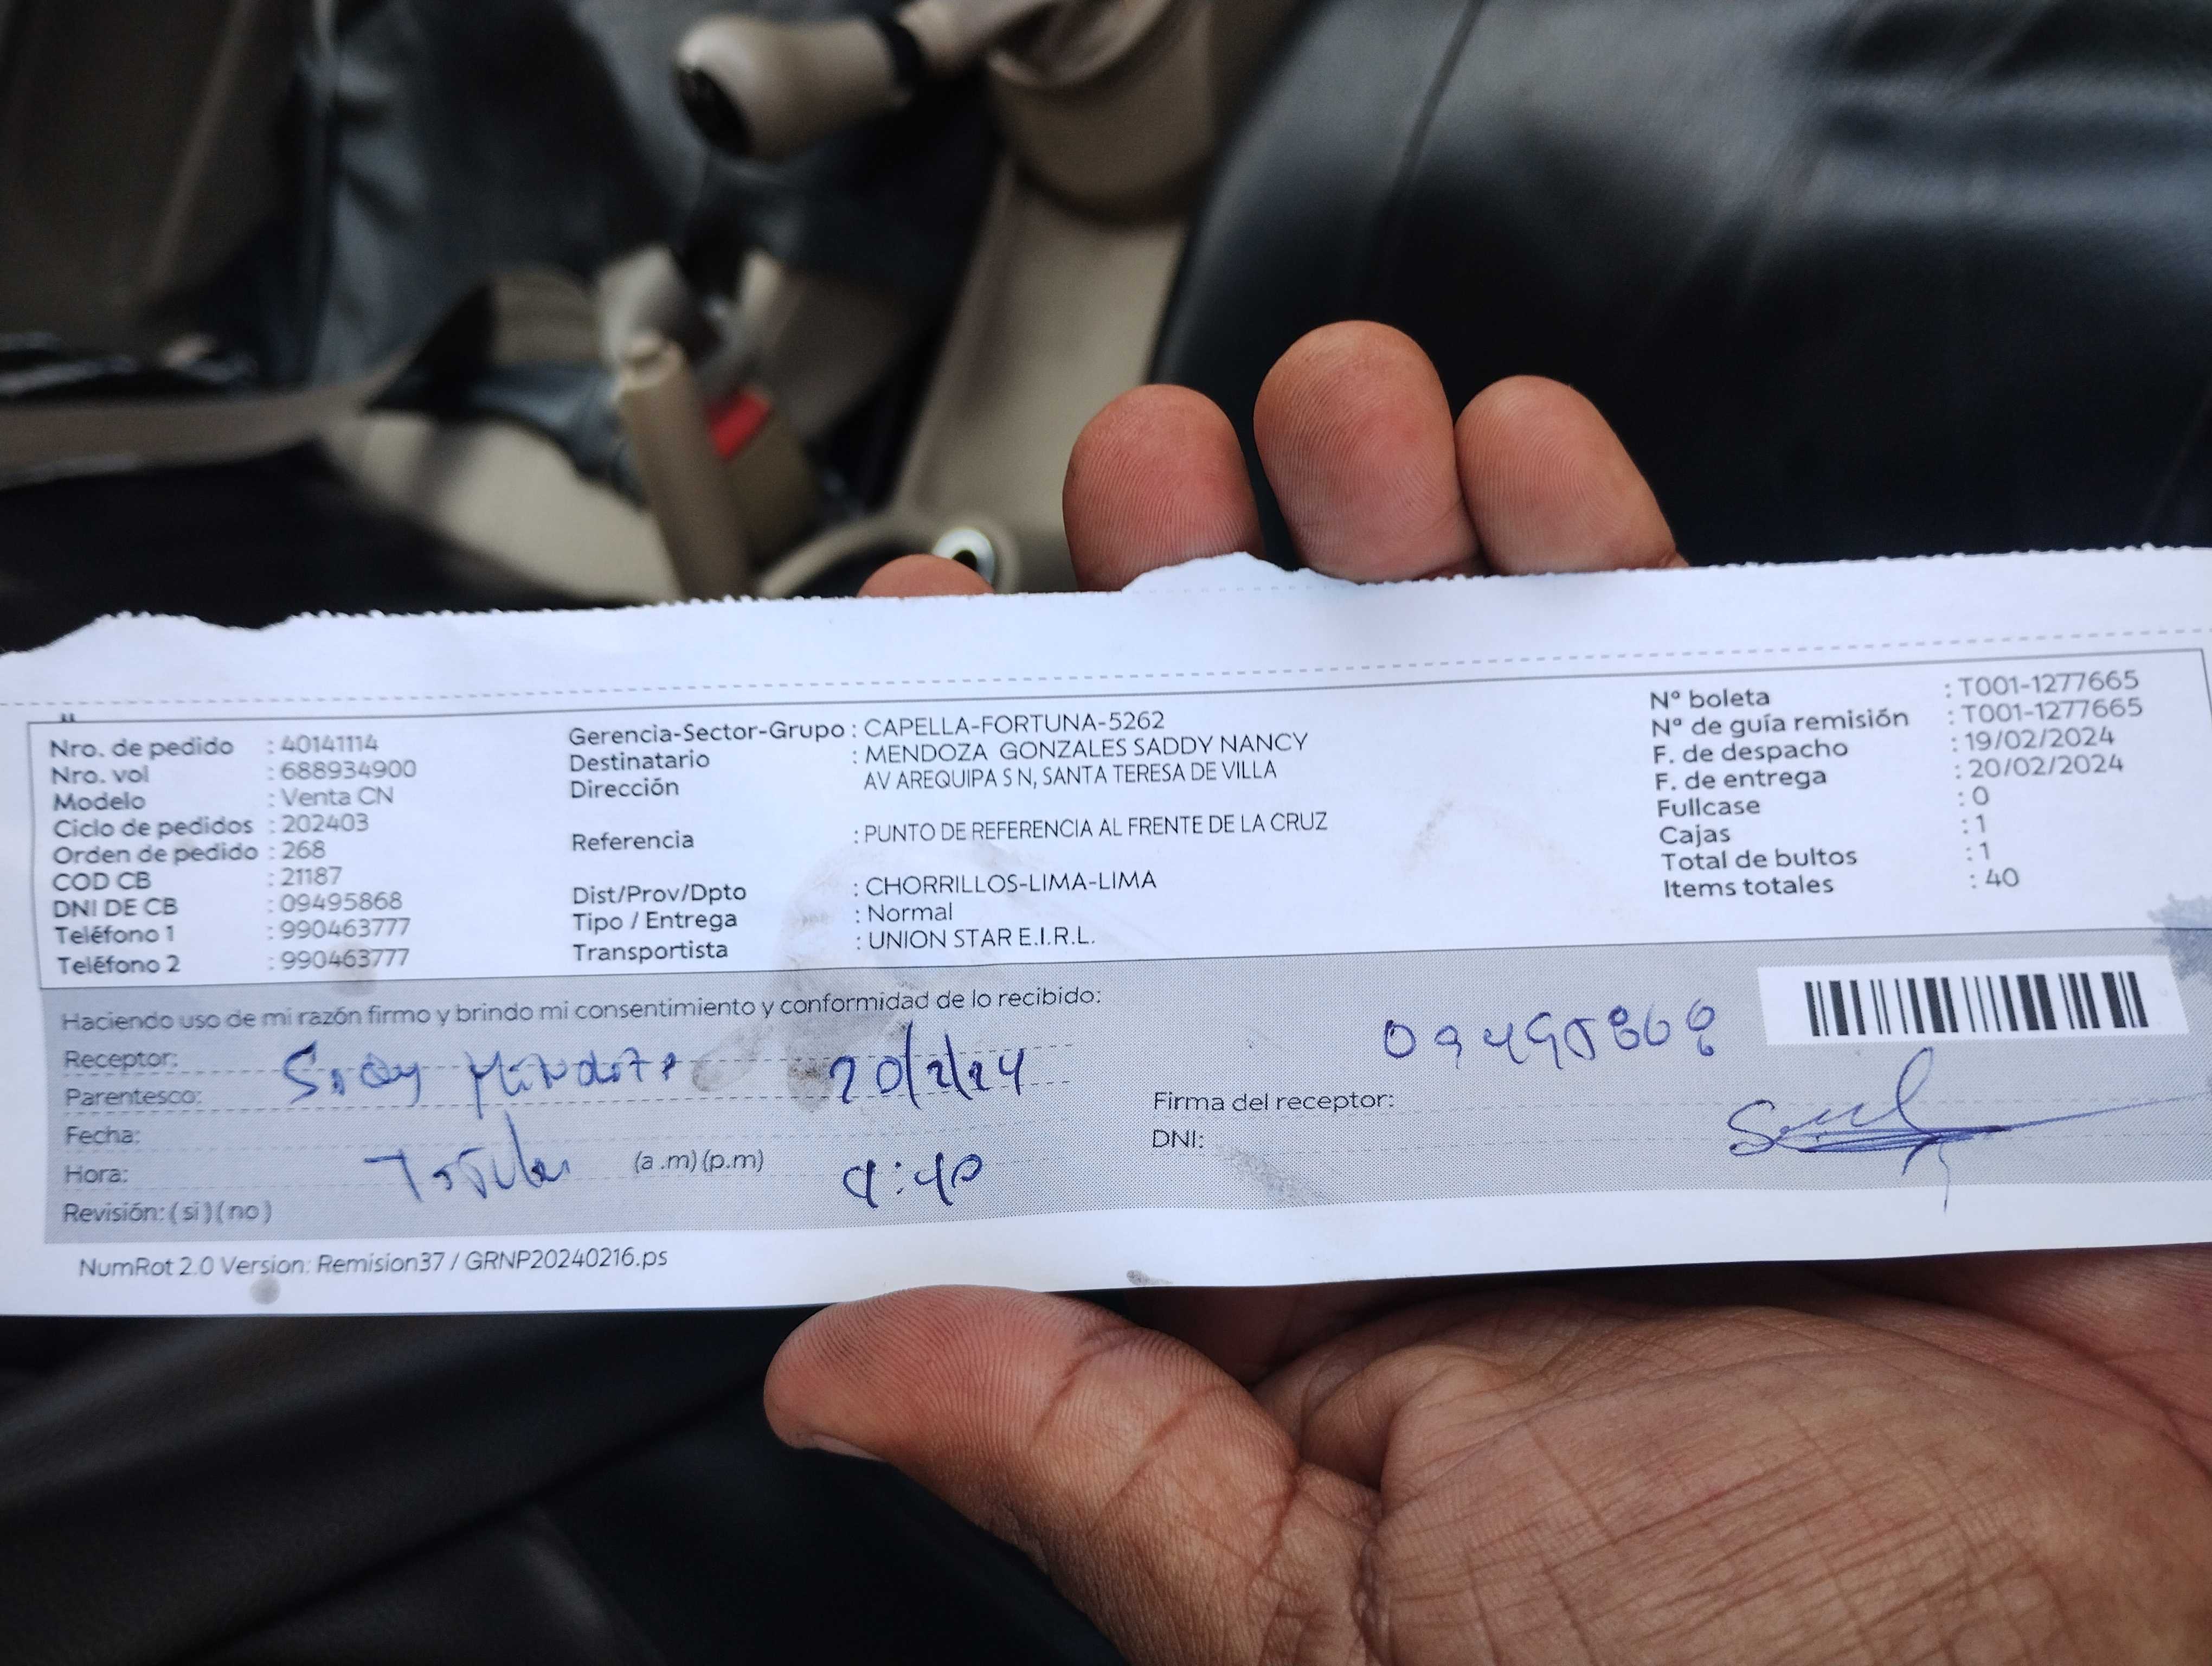 Nro. de pedido : 40141114
Nro. vol : 688934900
Modelo : Venta CN
Ciclo de pedidos : 202403
Orden de pedido : 268
COD CB : 21187
DNI DE CB : 09495868
Teléfono 1 : 990463777
Teléfono 2 : 990463777
Gerencia-Sector-Grupo : CAPELLA-FORTUNA-5262
Destinatario : MENDOZA GONZALES SADDY NANCY
Dirección AV AREQUIPA S N, SANTA TERESA DE VILLA
Referencia : PUNTO DE REFERENCIA AL FRENTE DE LA CRUZ
Dist/Prov/Dpto : CHORRILLOS-LIMA-LIMA
Tipo / Entrega : Normal
Transportista : UNION STAR E.I.R.L.
Nº boleta : T001-1277665
Nº de guía remisión : T001-1277665
F. de despacho : 19/02/2024
F. de entrega : 20/02/2024
Fullcase : 0
Cajas : 1
Total de bultos : 1
Items totales : 40
Haciendo uso de mi razón firmo y brindo mi consentimiento y conformidad de lo recibido:
Receptor: Mendoza 20/2/24
Parentesco:
Fecha:
Hora: Titular (a .m) (p.m) :40
Revisión: ( si ) ( no )
09495868
Firma del receptor:
DNI:
NumRot 2.0 Version: Remision37 / GRNP20240216.ps